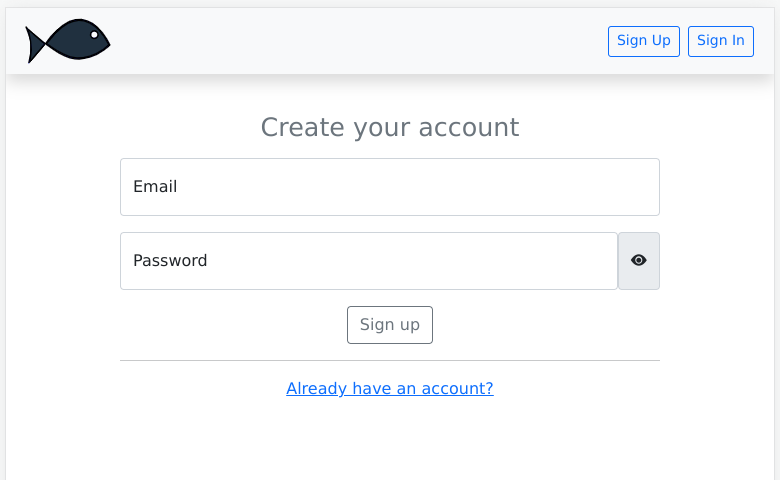 Sign Up Sign In
Create your account
Email
Password
Sign up
Already have an account?